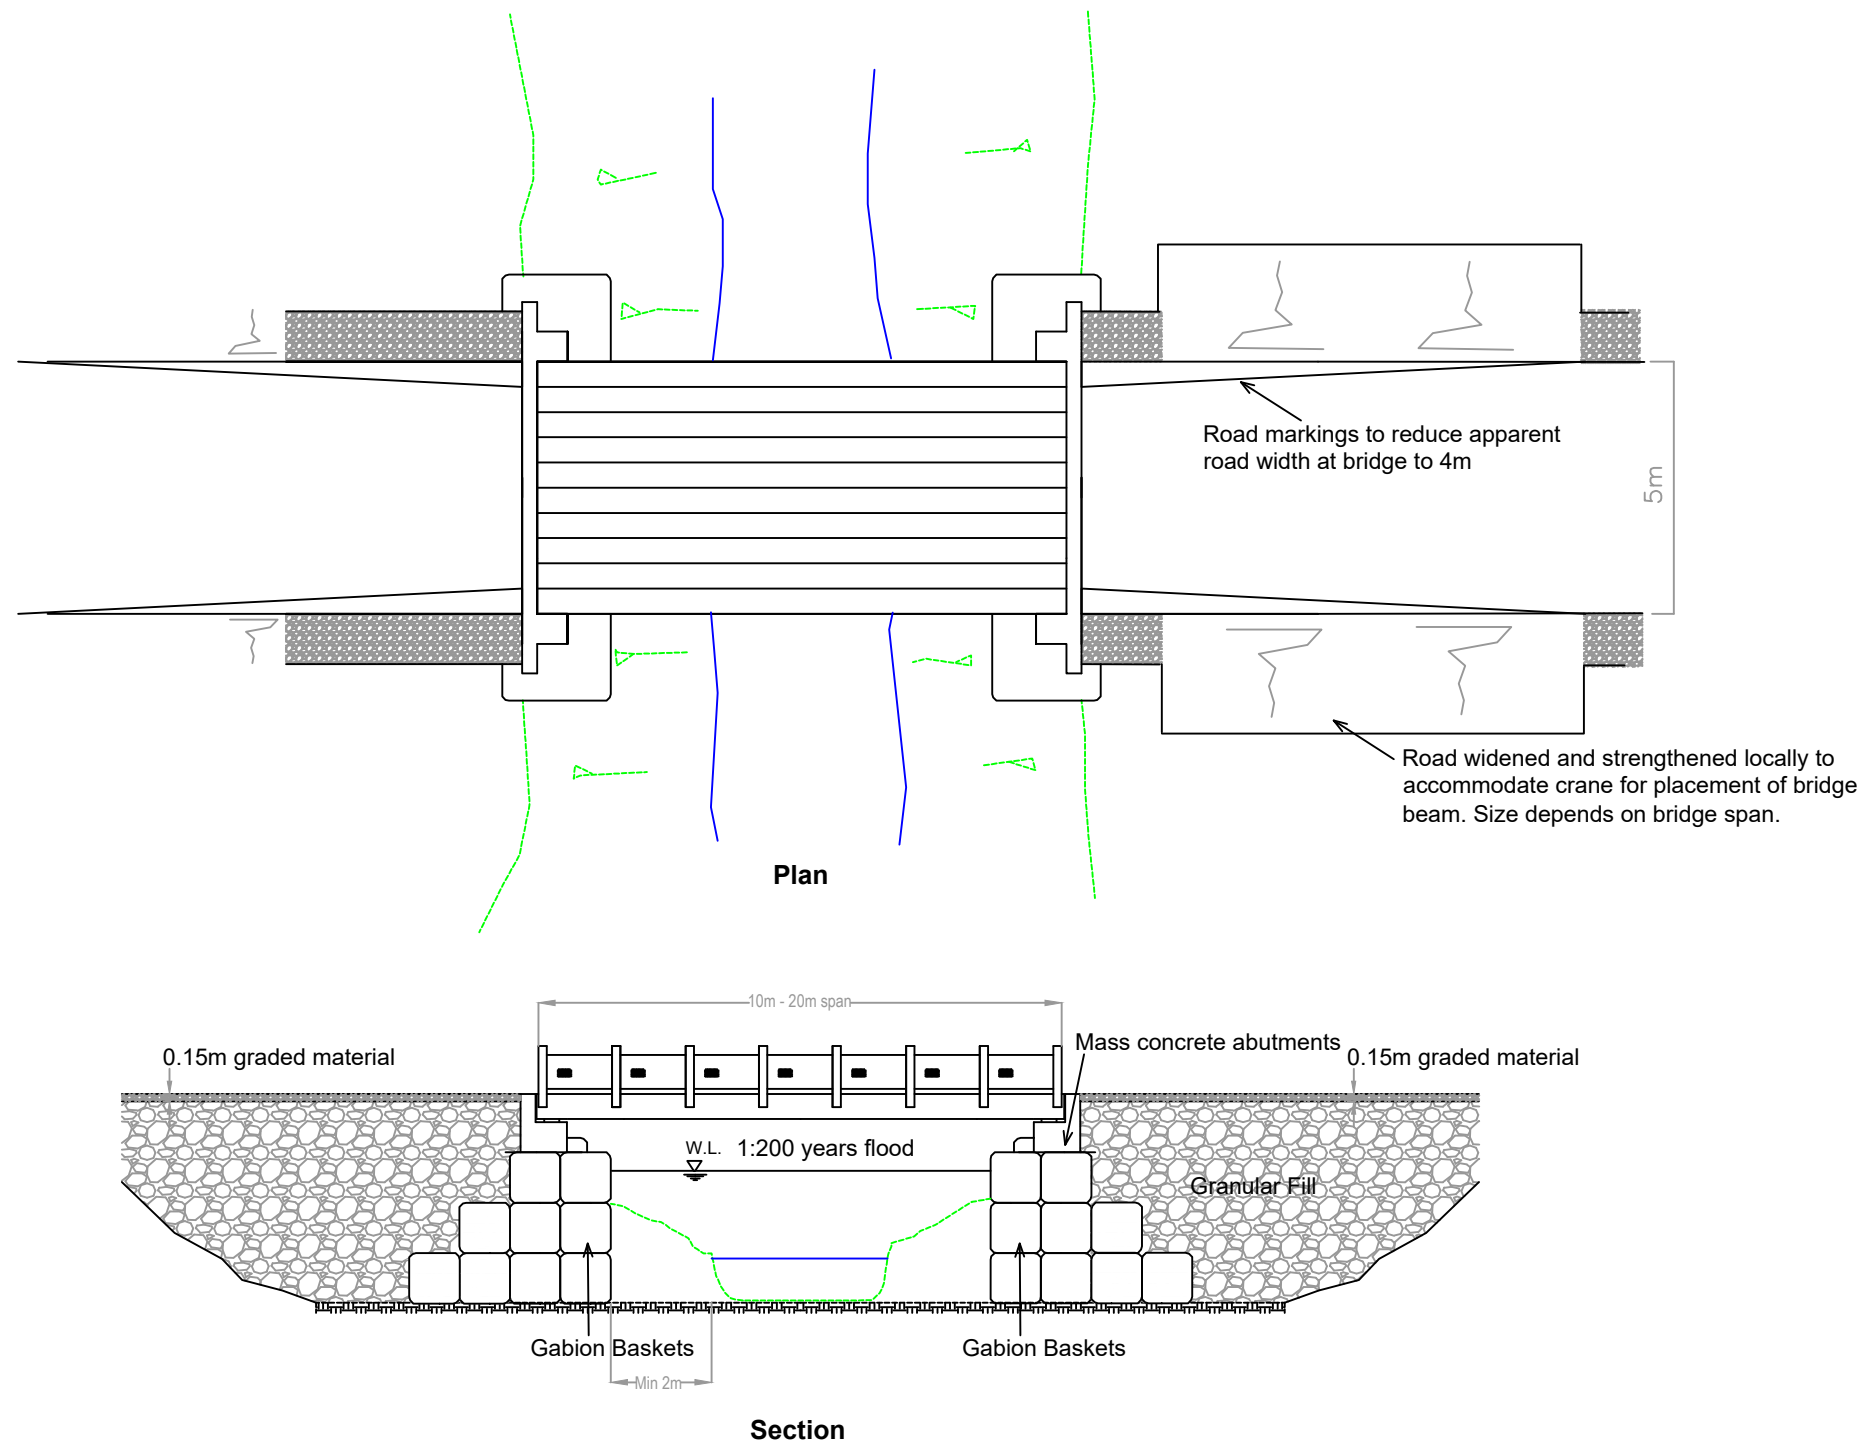 Road markings to reduce apparent
road width at bridge to 4m
5m
Road widened and strengthened locally to
accommodate crane for placement of bridge
beam. Size depends on bridge span.
Plan
10m - 20m span
Mass concrete abutments
0.15m graded material
0.15m graded material
W.L. 1:200 years flood
Granular Fill
Gabion Baskets
Gabion Baskets
Min 2m
Section